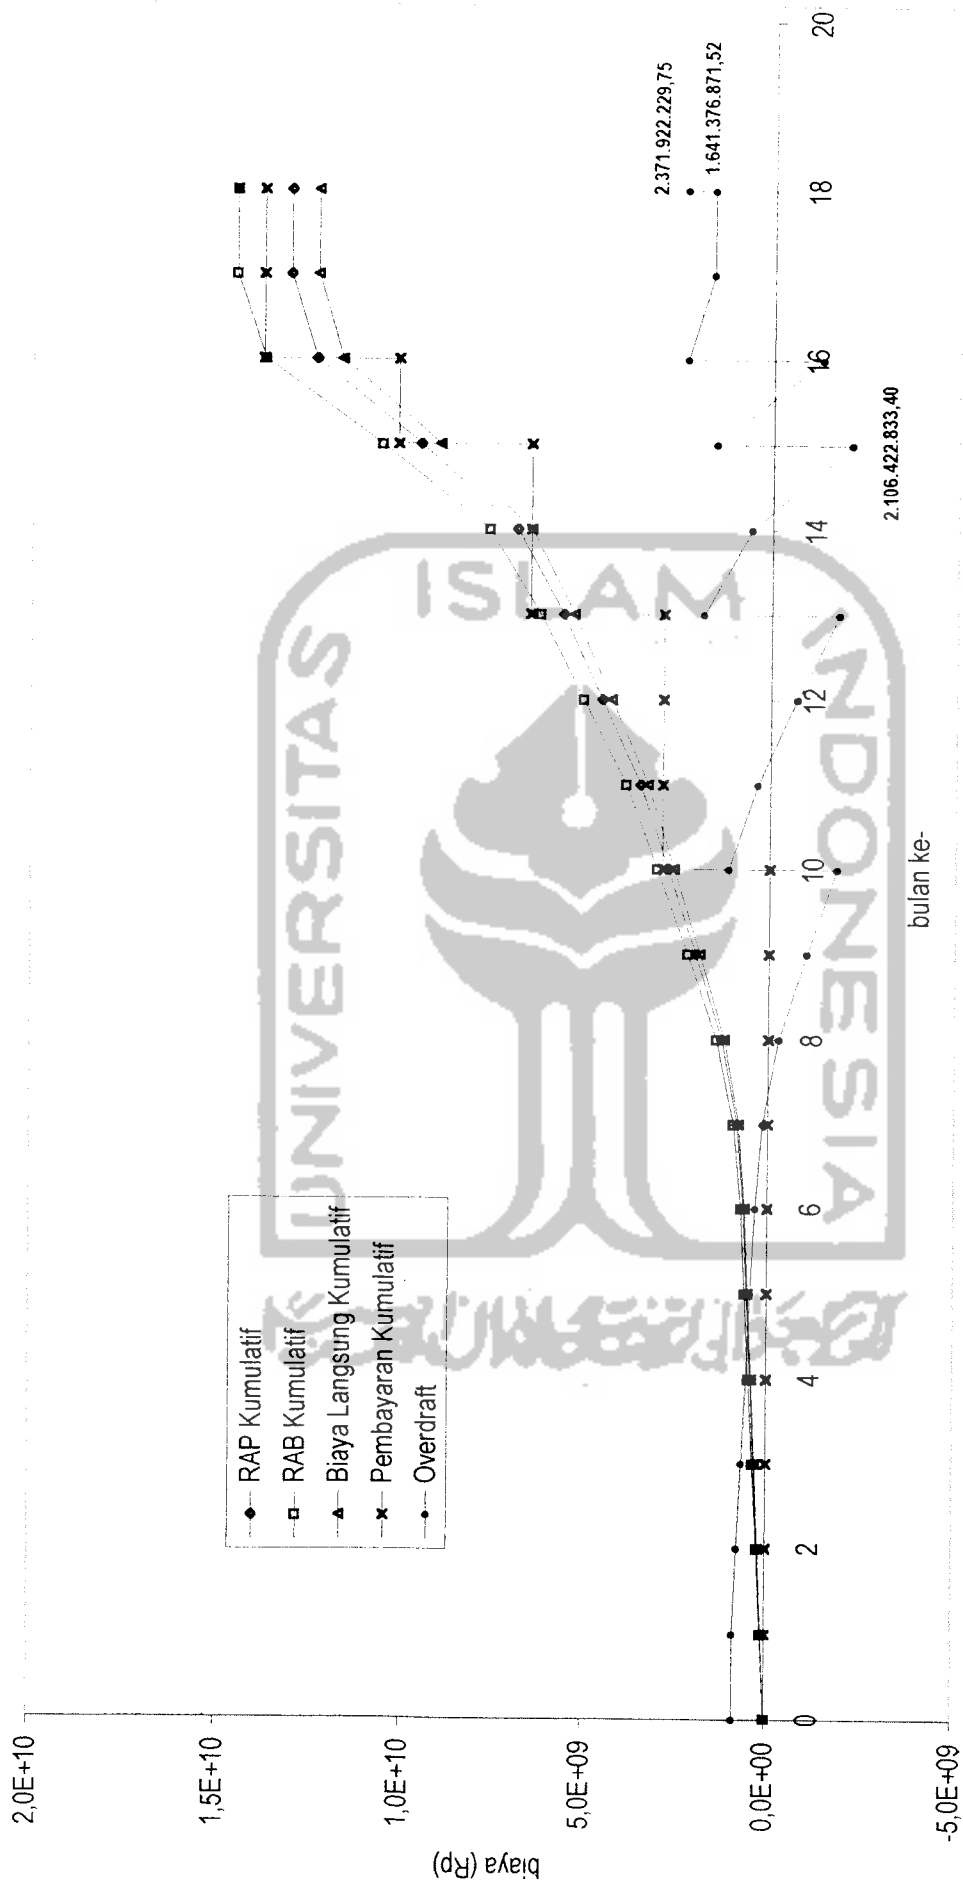 2,0E+10
1,5E+10
1,0E+10
5,0E+09
0,0E+00
-5,0E+09
biaya (Rp)
RAP Kumulatif
RAB Kumulatif
Biaya Langsung Kumulatif
Pembayaran Kumulatif
Overdraft
2.371.922.229,75
1.641.376.871,52
2.106.422.833,40
0
2
4
6
8
10
12
14
16
18
20
bulan ke-
UNIVERSITAS
ISLAM
INDONESIA